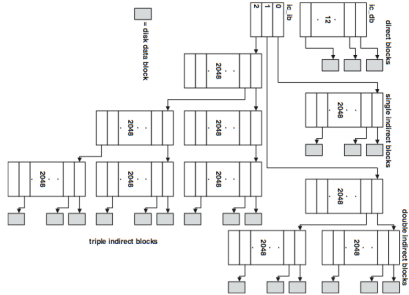 ic_db
12
direct blocks
ic_ib
0
1
2
= disk data
block
2048
single indirect blocks
2048
2048
2048
double indirect blocks
2048
2048
2048
2048
2048
2048
triple indirect blocks